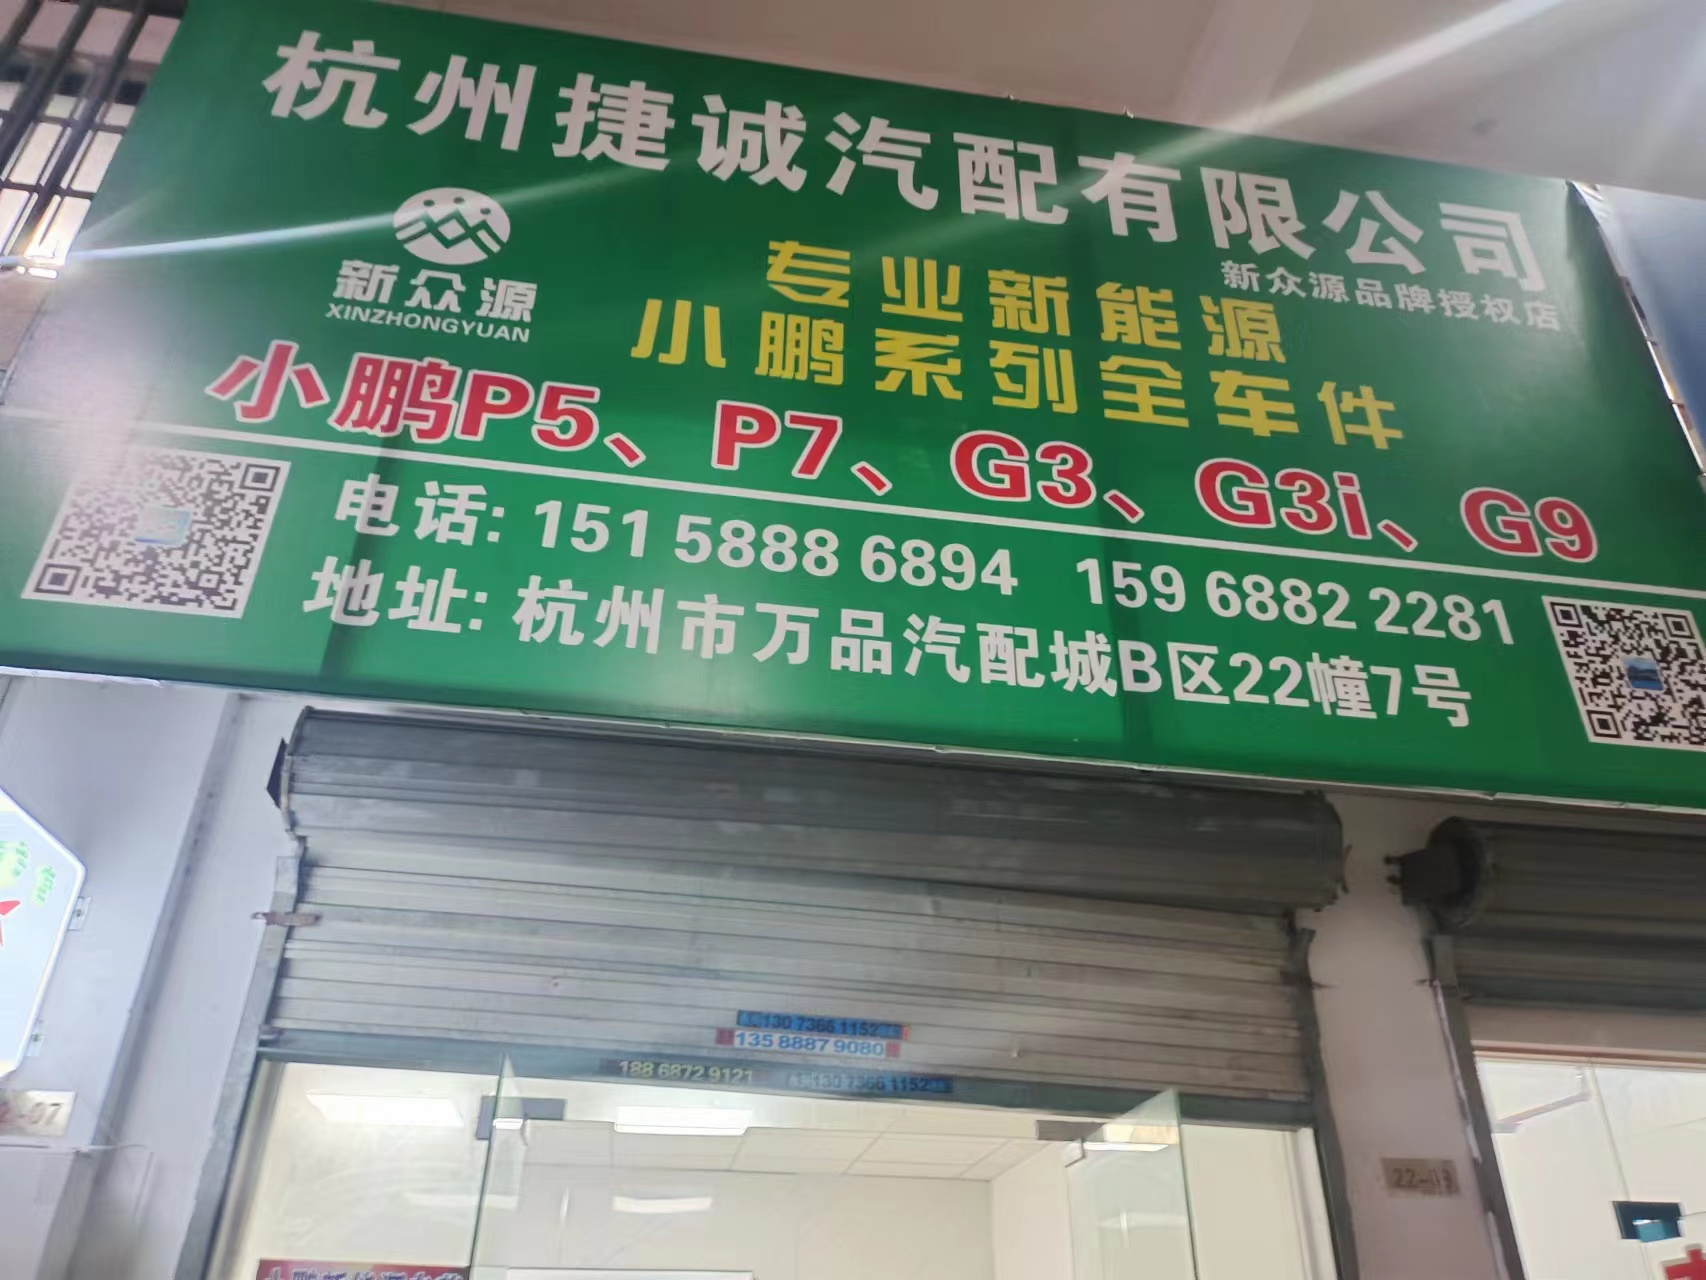 杭州捷诚汽配有限公司
新众源品牌授权店
新众源
XINZHONGYUAN
专业新能源
小鹏系列全车件
小鹏P5、P7、G3、G3i、G9
电话: 151 5888 6894 159 6882 2281
地址: 杭州市万品汽配城B区22幢7号
130 7366 1152
135 8887 9080
188 6872 9121
130 7366 1152